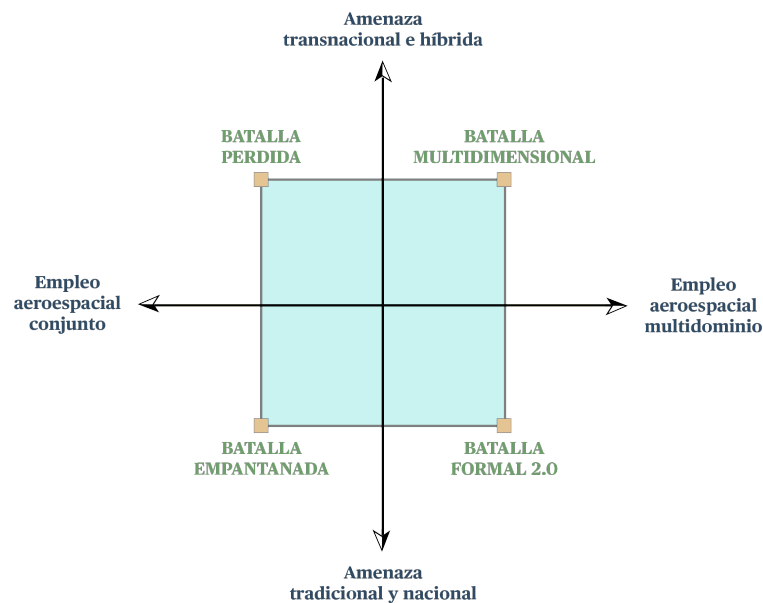 Amenaza
transnacional e híbrida
BATALLA
PERDIDA
BATALLA
MULTIDIMENSIONAL
Empleo
aeroespacial
conjunto
Empleo
aeroespacial
multidominio
BATALLA
EMPANTANADA
BATALLA
FORMAL 2.0
Amenaza
tradicional y nacional